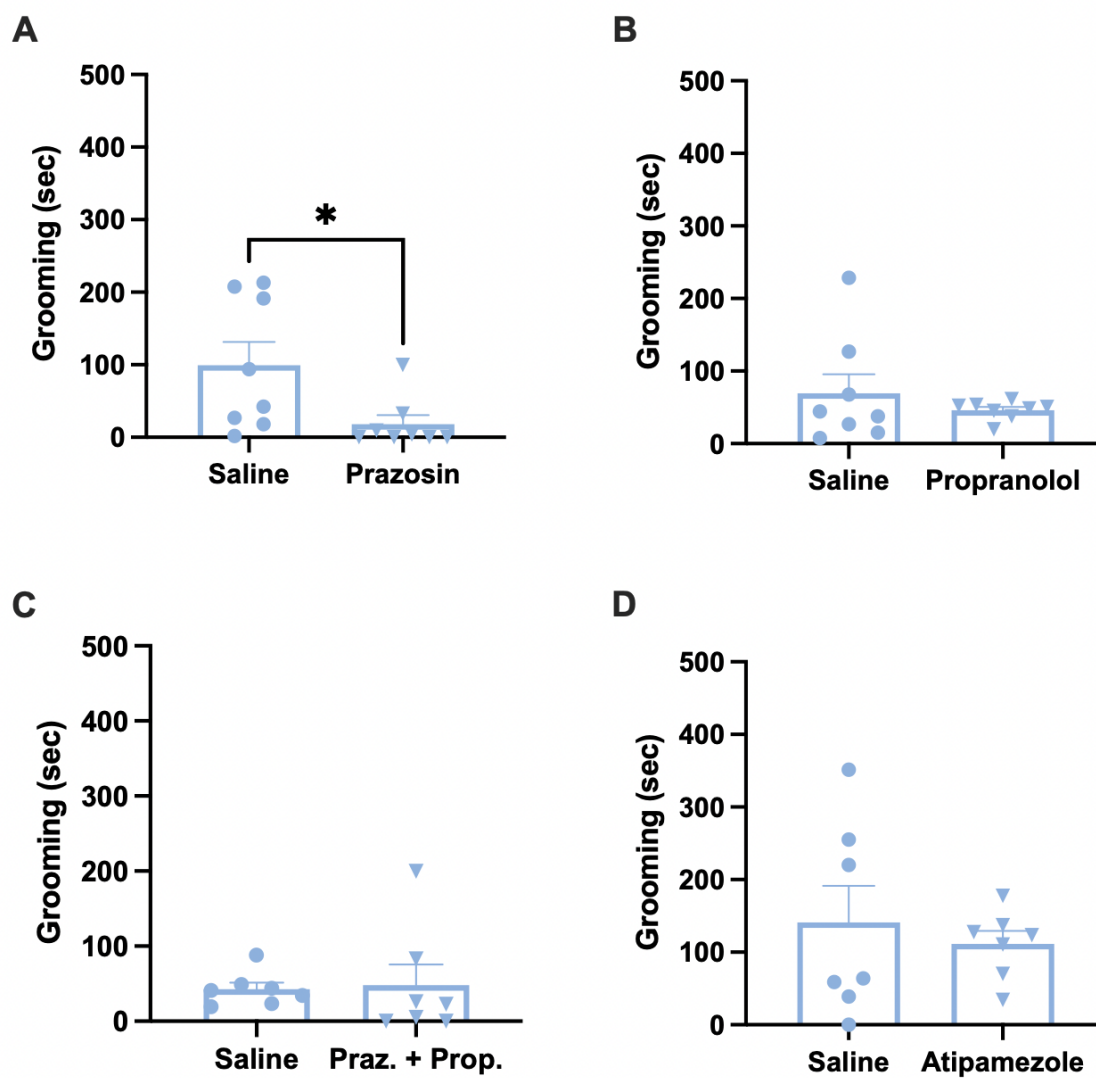 A
500
400
300
200
100
0
Grooming (sec)
*
Saline Prazosin
B
500
400
300
200
100
0
Grooming (sec)
Saline Propranolol
C
500
400
300
200
100
0
Grooming (sec)
Saline Praz. + Prop.
D
500
400
300
200
100
0
Grooming (sec)
Saline Atipamezole